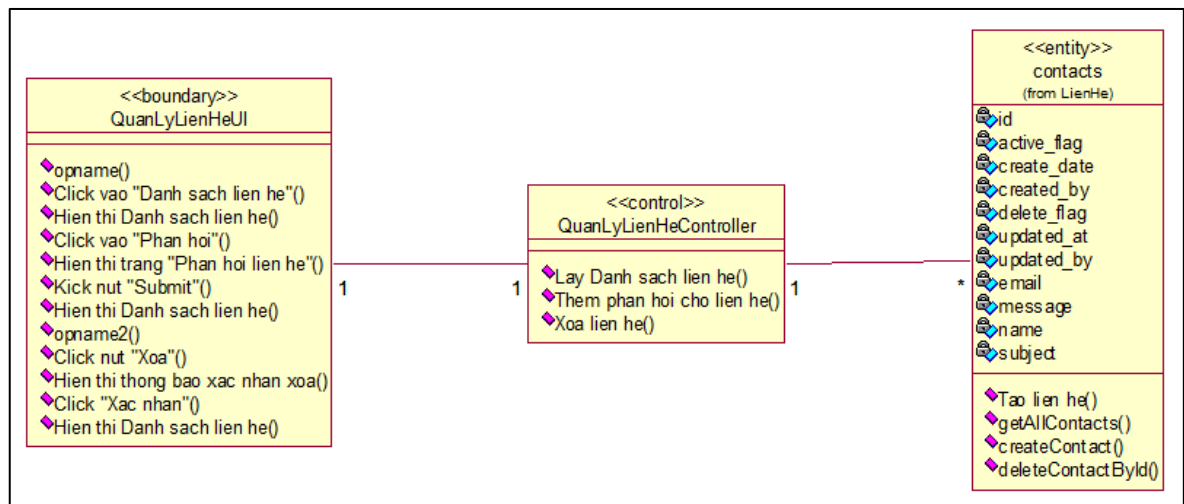 <<boundary>>
QuanLyLienHeUI
opname()
Click vao "Danh sach lien he"()
Hien thi Danh sach lien he()
Click vao "Phan hoi"()
Hien thi trang "Phan hoi lien he"()
Kick nut "Submit"()
Hien thi Danh sach lien he()
opname2()
Click nut "Xoa"()
Hien thi thong bao xac nhan xoa()
Click "Xac nhan"()
Hien thi Danh sach lien he()
1
1
<<control>>
QuanLyLienHeController
Lay Danh sach lien he()
Them phan hoi cho lien he()
Xoa lien he()
1
*
<<entity>>
contacts
(from LienHe)
id
active_flag
create_date
created_by
delete_flag
updated_at
updated_by
email
message
name
subject
Tao lien he()
getAllContacts()
createContact()
deleteContactById()